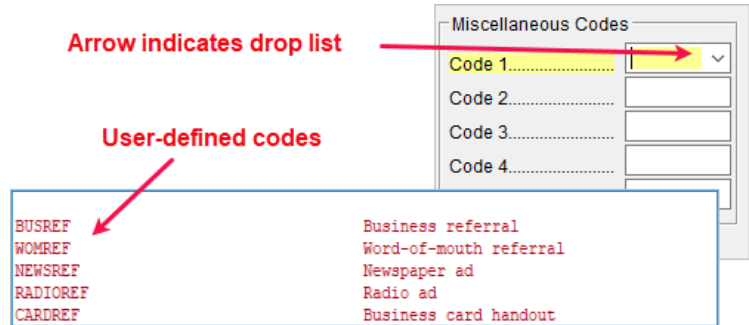 Arrow indicates drop list
Miscellaneous Codes
Code 1........................
Code 2........................
Code 3........................
Code 4........................
User-defined codes
BUSREF Business referral
WOMREF Word-of-mouth referral
NEWSREF Newspaper ad
RADIOREF Radio ad
CARDREF Business card handout